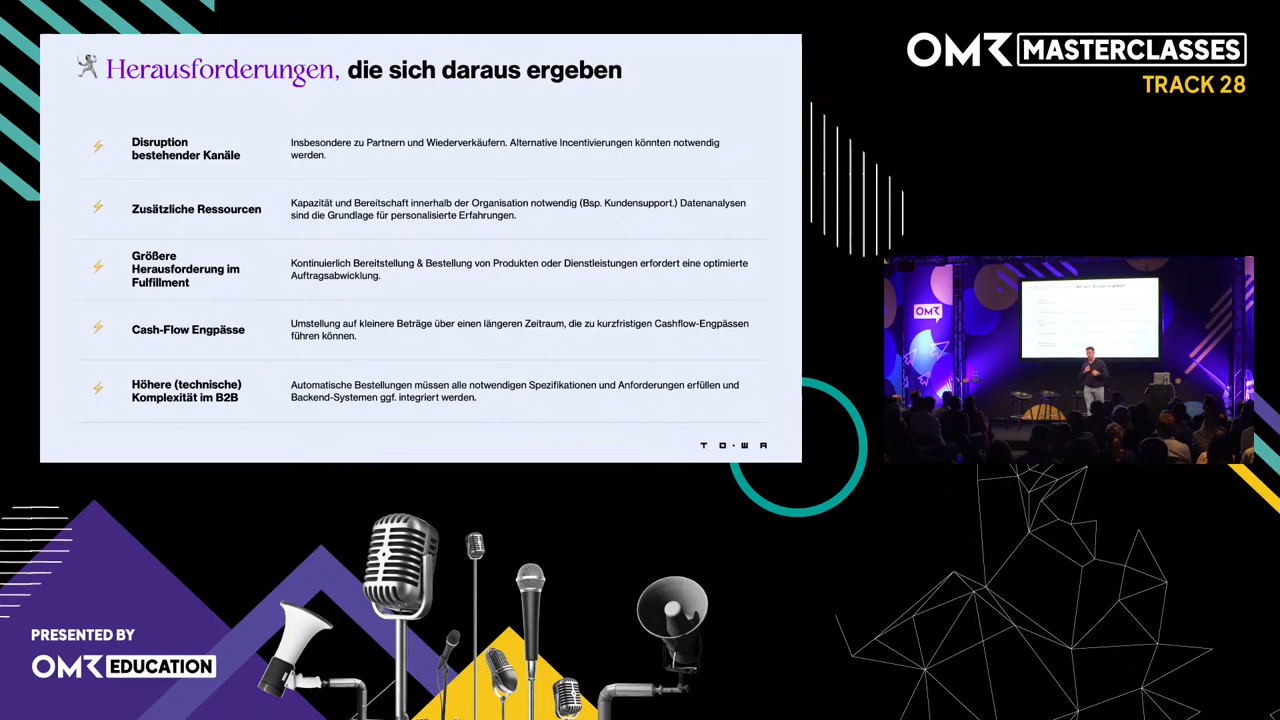 Herausforderungen, die sich daraus ergeben
Disruption
bestehender Kanäle
Insbesondere zu Partnern und Wiederverkäufern. Alternative Incentivierungen könnten notwendig
werden.
Zusätzliche Ressourcen
Kapazität und Bereitschaft innerhalb der Organisation notwendig (Bsp. Kundensupport.) Datenanalysen
sind die Grundlage für personalisierte Erfahrungen.
Größere
Herausforderung im
Fulfillment
Kontinuierlich Bereitstellung & Bestellung von Produkten oder Dienstleistungen erfordert eine optimierte
Auftragsabwicklung.
Cash-Flow Engpässe
Umstellung auf kleinere Beträge über einen längeren Zeitraum, die zu kurzfristigen Cashflow-Engpässen
führen können.
Höhere (technische)
Komplexität im B2B
Automatische Bestellungen müssen alle notwendigen Spezifikationen und Anforderungen erfüllen und
Backend-Systemen ggf. integriert werden.
TO·WA
OMR MASTERCLASSES
TRACK 28
OMR
PRESENTED BY
OMR EDUCATION